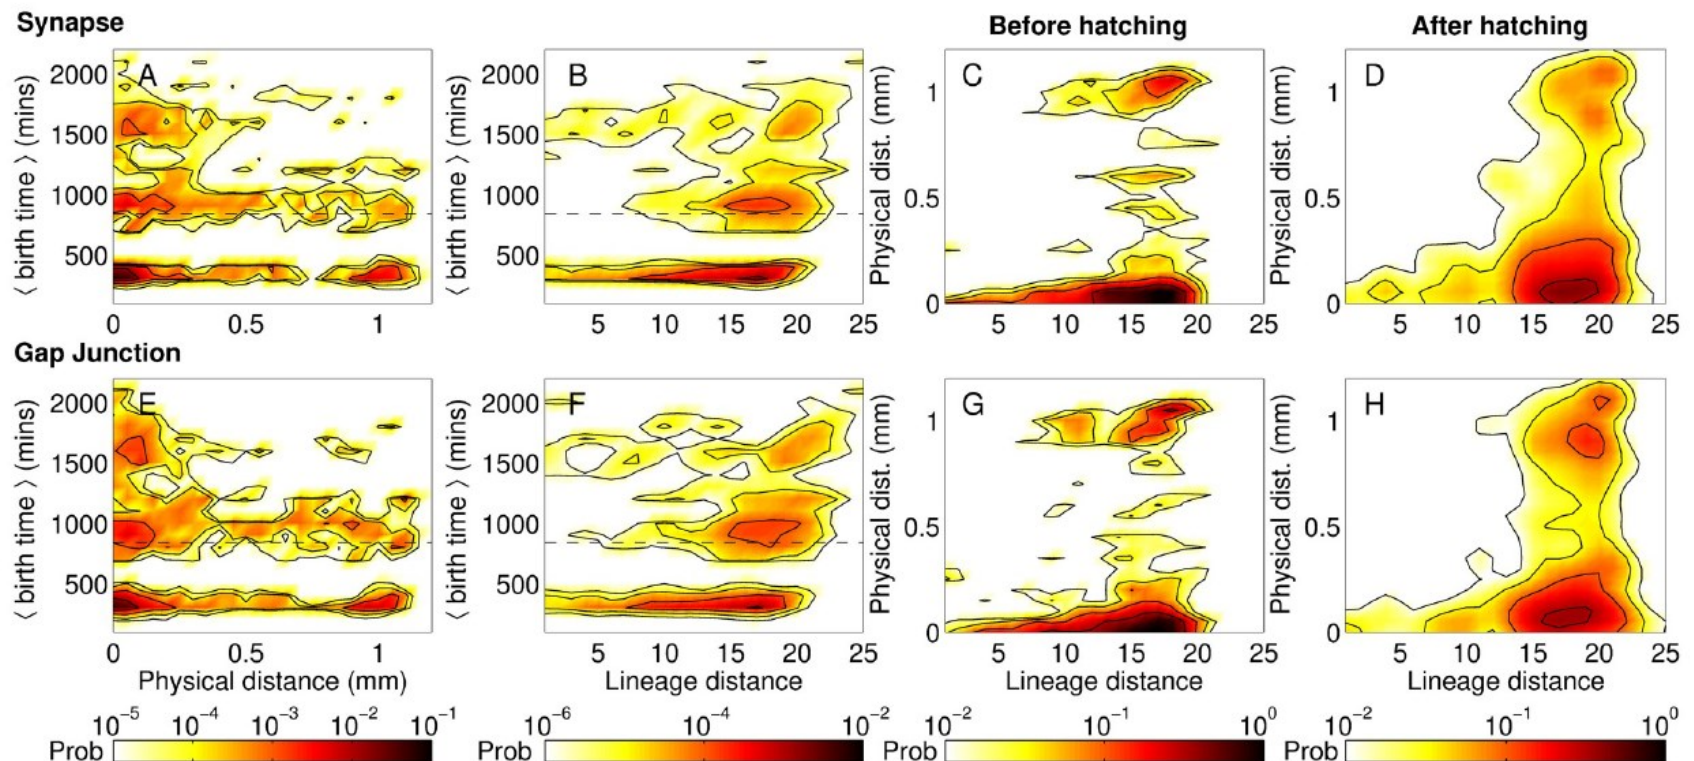 Synapse
Before hatching
After hatching
⟨ birth time ⟩ (mins)
2000
1500
1000
500
A
0 0.5 1
⟨ birth time ⟩ (mins)
2000
1500
1000
500
B
5 10 15 20 25
Physical dist. (mm)
1
0.5
0
C
5 10 15 20 25
Physical dist. (mm)
1
0.5
0
D
5 10 15 20 25
Gap Junction
⟨ birth time ⟩ (mins)
2000
1500
1000
500
E
0 0.5 1
Physical distance (mm)
⟨ birth time ⟩ (mins)
2000
1500
1000
500
F
5 10 15 20 25
Lineage distance
Physical dist. (mm)
1
0.5
0
G
5 10 15 20 25
Lineage distance
Physical dist. (mm)
1
0.5
0
H
5 10 15 20 25
Lineage distance
10⁻⁵ 10⁻⁴ 10⁻³ 10⁻² 10⁻¹
Prob
10⁻⁶ 10⁻⁴ 10⁻²
Prob
10⁻² 10⁻¹ 10⁰
Prob
10⁻² 10⁻¹ 10⁰
Prob